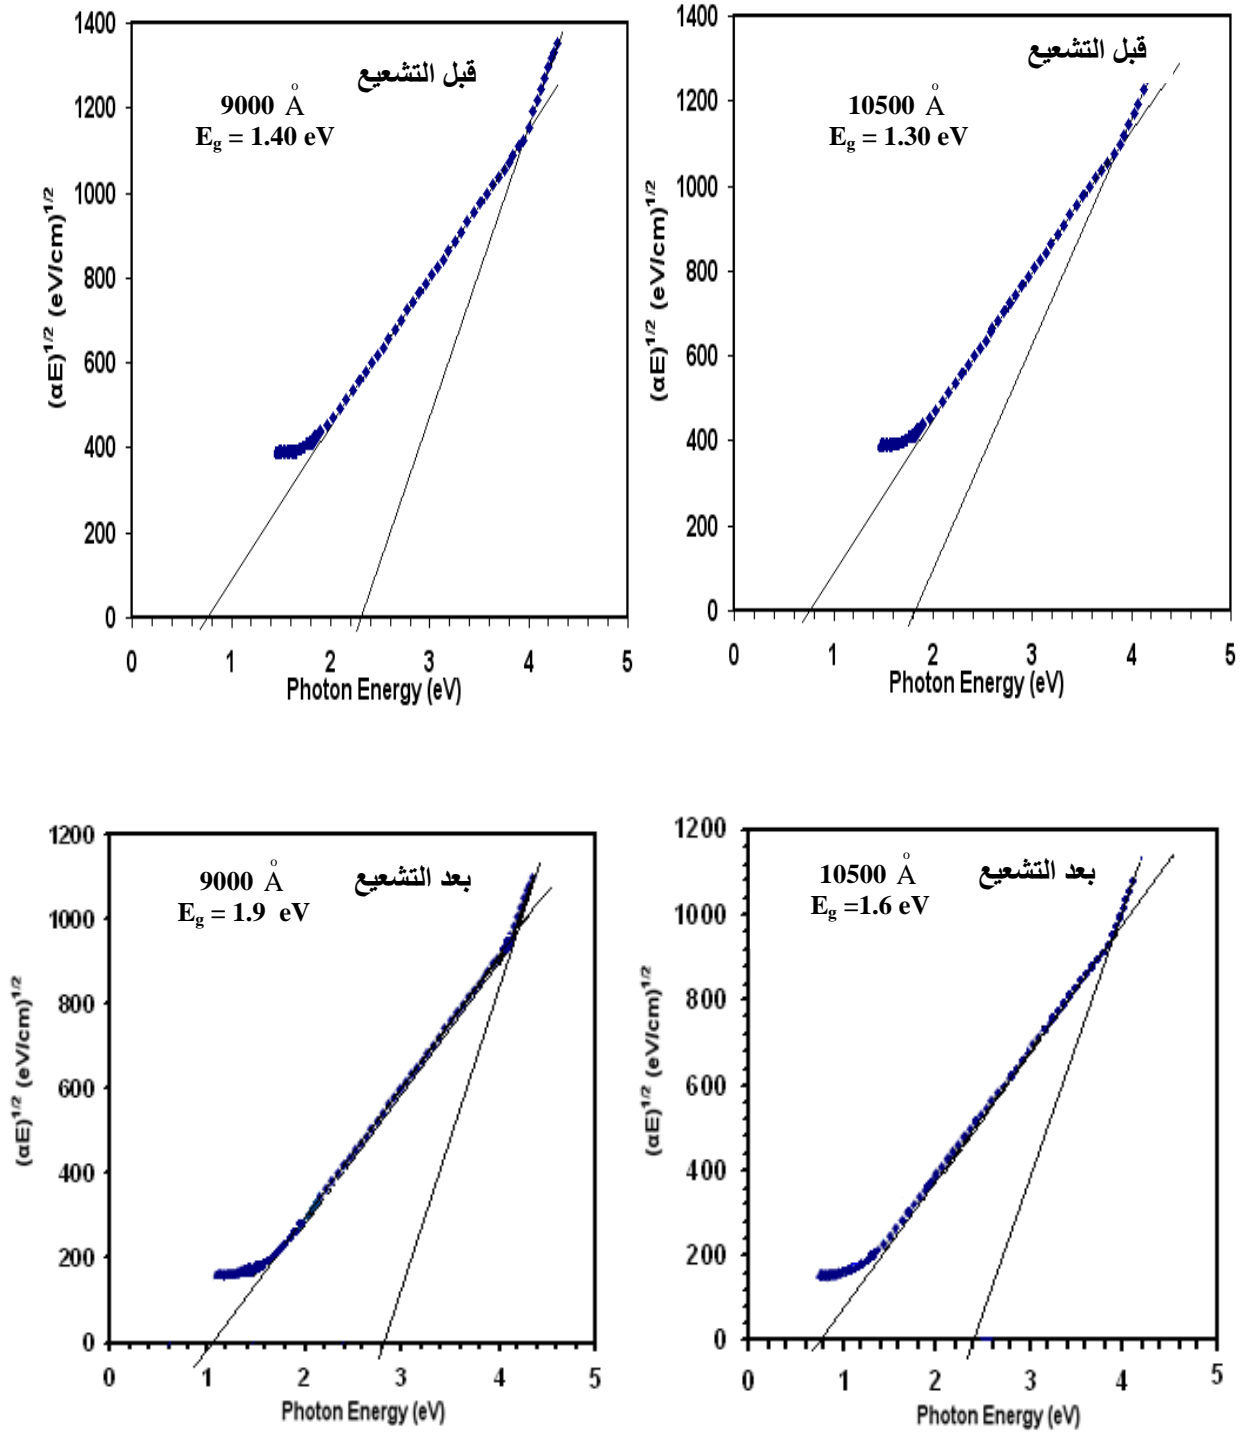 قبل التشعيع
9000 Å
E_g = 1.40 eV
(αE)^1/2 (eV/cm)^1/2
1400
1200
1000
800
600
400
200
0
0 1 2 3 4 5
Photon Energy (eV)
قبل التشعيع
10500 Å
E_g = 1.30 eV
(αE)^1/2 (eV/cm)^1/2
1400
1200
1000
800
600
400
200
0
0 1 2 3 4 5
Photon Energy (eV)
بعد التشعيع
9000 Å
E_g = 1.9 eV
(αE)^1/2 (eV/cm)^1/2
1200
1000
800
600
400
200
0
0 1 2 3 4 5
Photon Energy (eV)
بعد التشعيع
10500 Å
E_g =1.6 eV
(αE)^1/2 (eV/cm)^1/2
1200
1000
800
600
400
200
0
0 1 2 3 4 5
Photon Energy (eV)